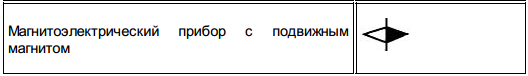 Магнитоэлектрический прибор с подвижным
магнитом